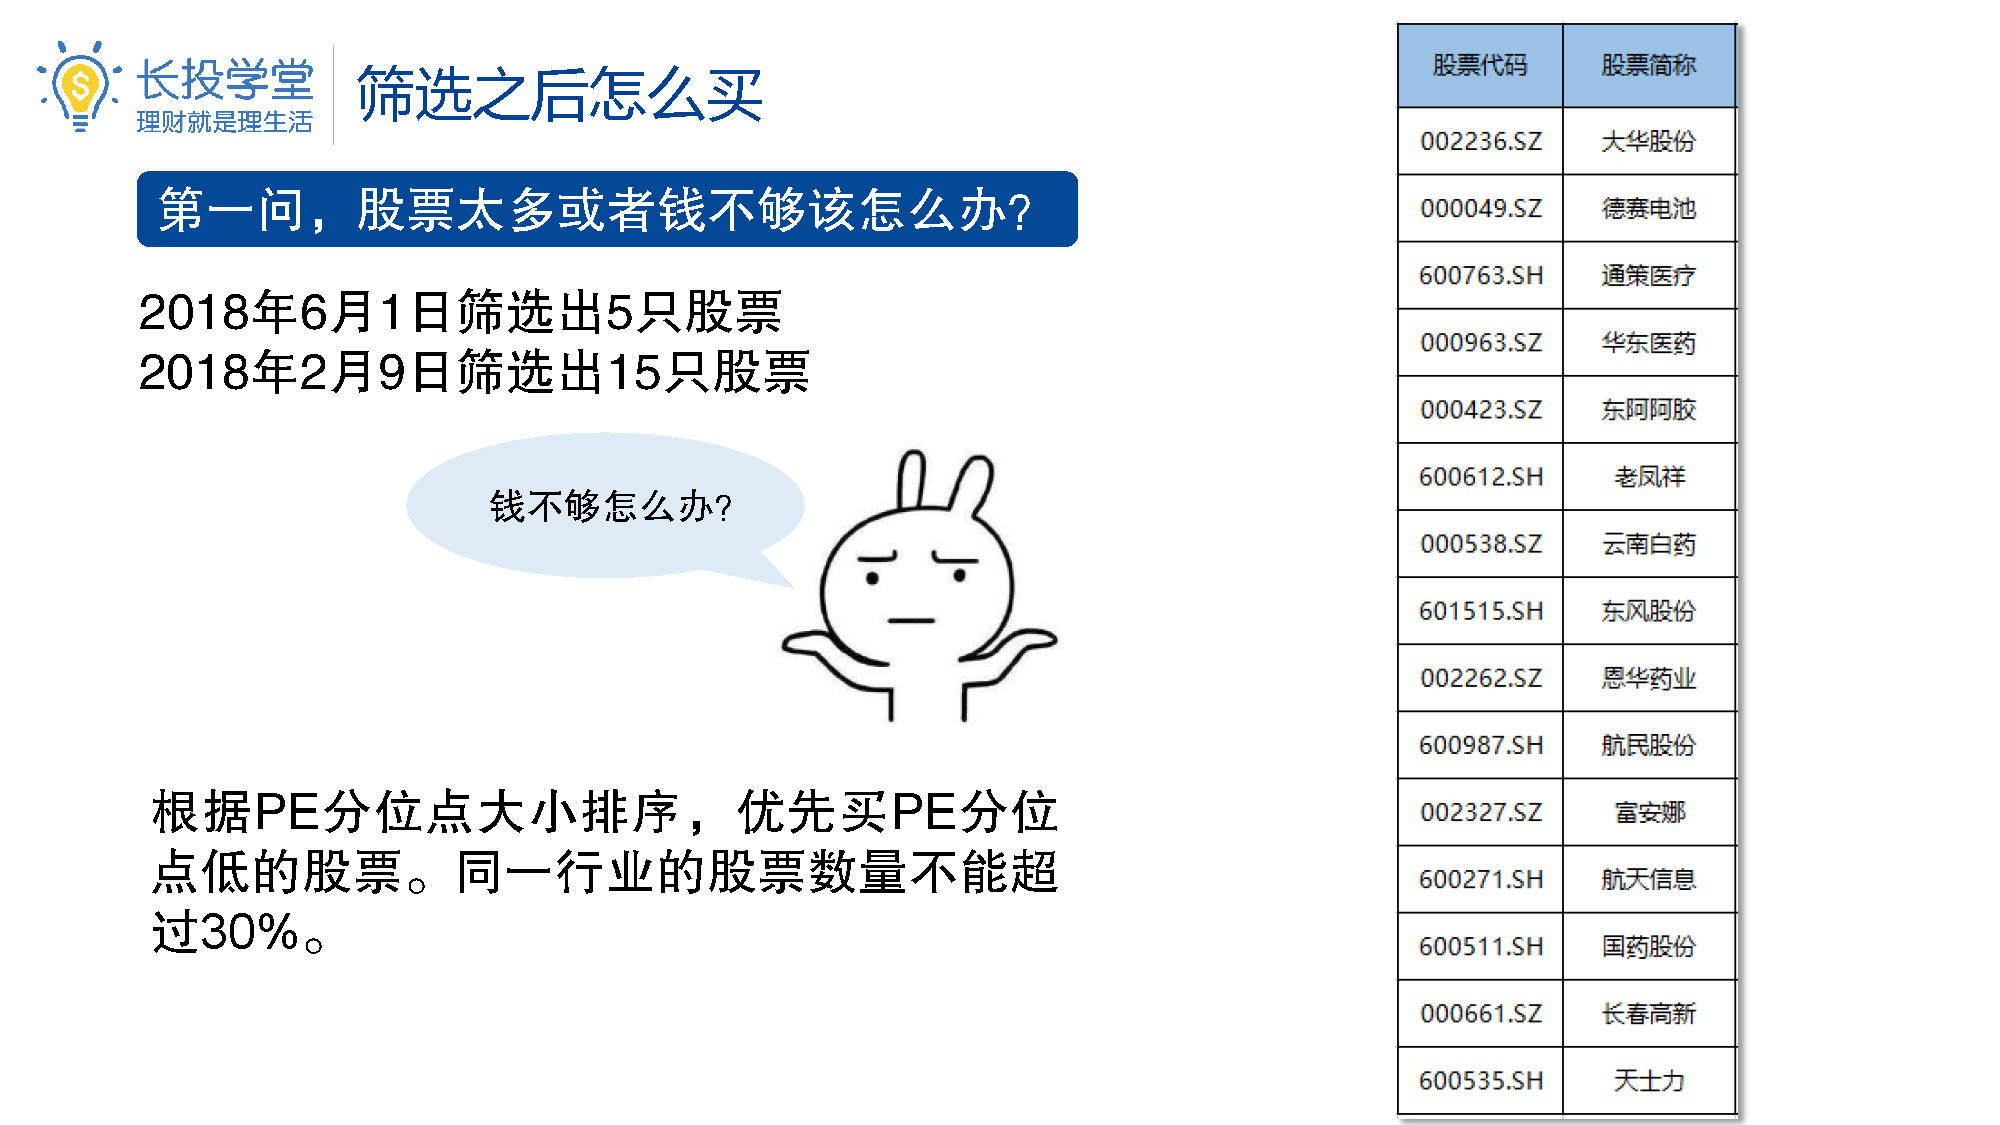 长投学堂
理财就是理生活
筛选之后怎么买
第一问，股票太多或者钱不够该怎么办?
2018年6月1日筛选出5只股票
2018年2月9日筛选出15只股票
钱不够怎么办?
根据PE分位点大小排序，优先买PE分位
点低的股票。同一行业的股票数量不能超
过30%。
股票代码 股票简称
002236.SZ 大华股份
000049.SZ 德赛电池
600763.SH 通策医疗
000963.SZ 华东医药
000423.SZ 东阿阿胶
600612.SH 老凤祥
000538.SZ 云南白药
601515.SH 东风股份
002262.SZ 恩华药业
600987.SH 航民股份
002327.SZ 富安娜
600271.SH 航天信息
600511.SH 国药股份
000661.SZ 长春高新
600535.SH 天士力